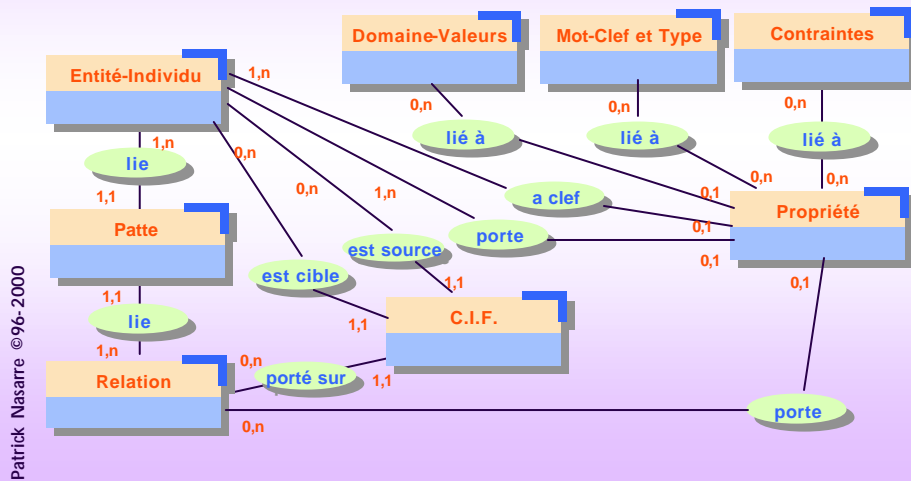 Domaine-Valeurs
Mot-Clef et Type
Contraintes
Entité-Individu
1,n
0,n
0,n
0,n
lié à
lié à
lié à
1,n
0,n
lie
0,n
0,n
0,n
1,n
1,1
a clef
0,1
Propriété
Patte
porte
0,1
est source
0,1
est cible
1,1
0,1
1,1
lie
1,1
C.I.F.
1,n
0,n
Relation
porté sur
1,1
porte
0,n
Patrick Nasarre ©96-2000